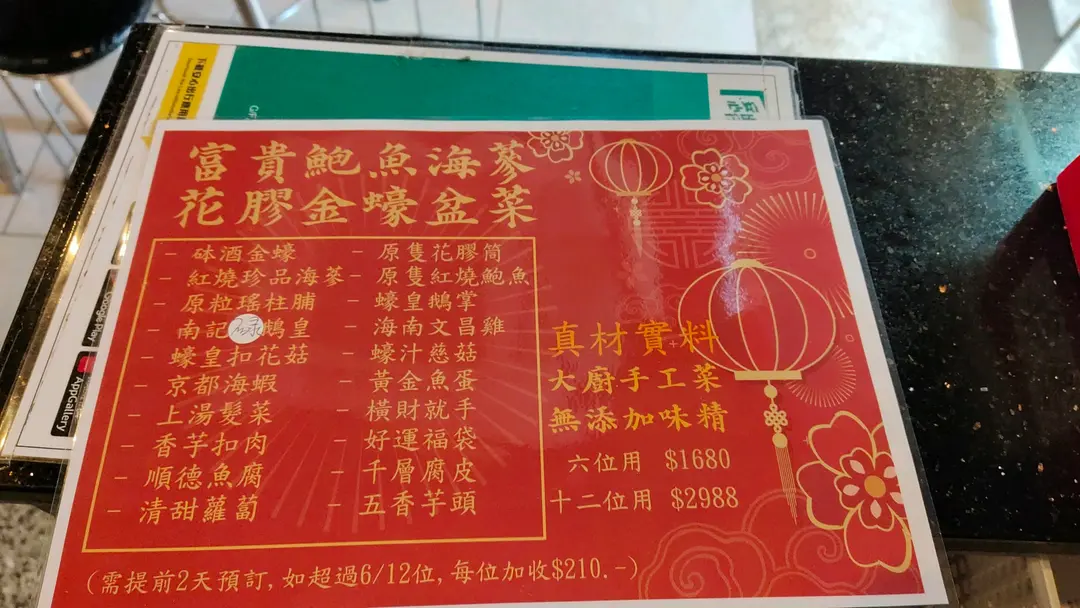 富貴鮑魚海蔘
花膠金蠔盆菜
- 砵酒金蠔
- 紅燒珍品海蔘
- 原粒瑤柱脯
- 南記滷鵝皇
- 蠔皇扣花菇
- 京都海蝦
- 上湯髮菜
- 香芋扣肉
- 順德魚腐
- 清甜蘿蔔
- 原隻花膠筒
- 原隻紅燒鮑魚
- 蠔皇鵝掌
- 海南文昌雞
- 蠔汁慈菇
- 黃金魚蛋
- 橫財就手
- 好運福袋
- 千層腐皮
- 五香芋頭
真材實料
大廚手工菜
無添加味精
六位用 $1680
十二位用 $2988
(需提前2天預訂,如超過6/12位,每位加收$210.-)
Google Play
AppGallery